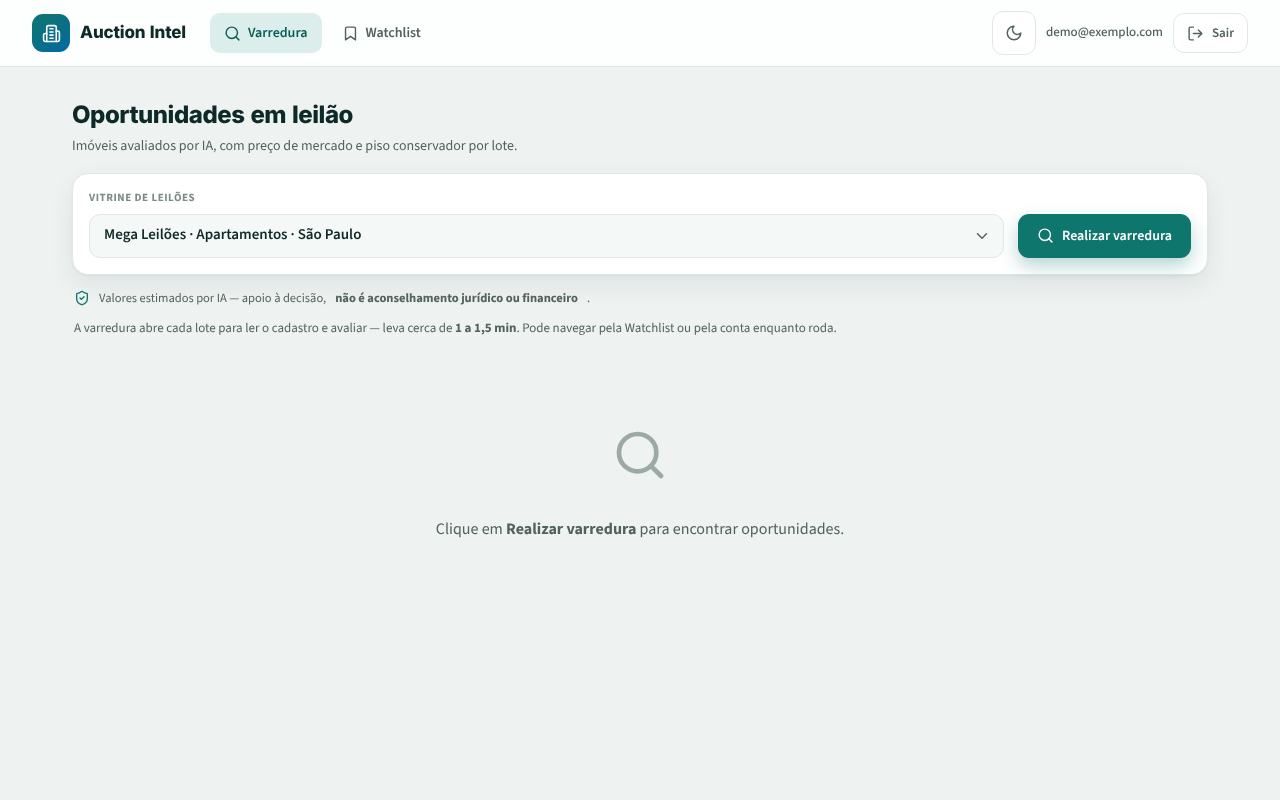 Auction Intel
Varredura
Watchlist
demo@exemplo.com
Sair
Oportunidades em leilão
Imóveis avaliados por IA, com preço de mercado e piso conservador por lote.
VITRINE DE LEILÕES
Mega Leilões · Apartamentos · São Paulo
Realizar varredura
Valores estimados por IA — apoio à decisão, não é aconselhamento jurídico ou financeiro .
A varredura abre cada lote para ler o cadastro e avaliar — leva cerca de 1 a 1,5 min. Pode navegar pela Watchlist ou pela conta enquanto roda.
Clique em Realizar varredura para encontrar oportunidades.